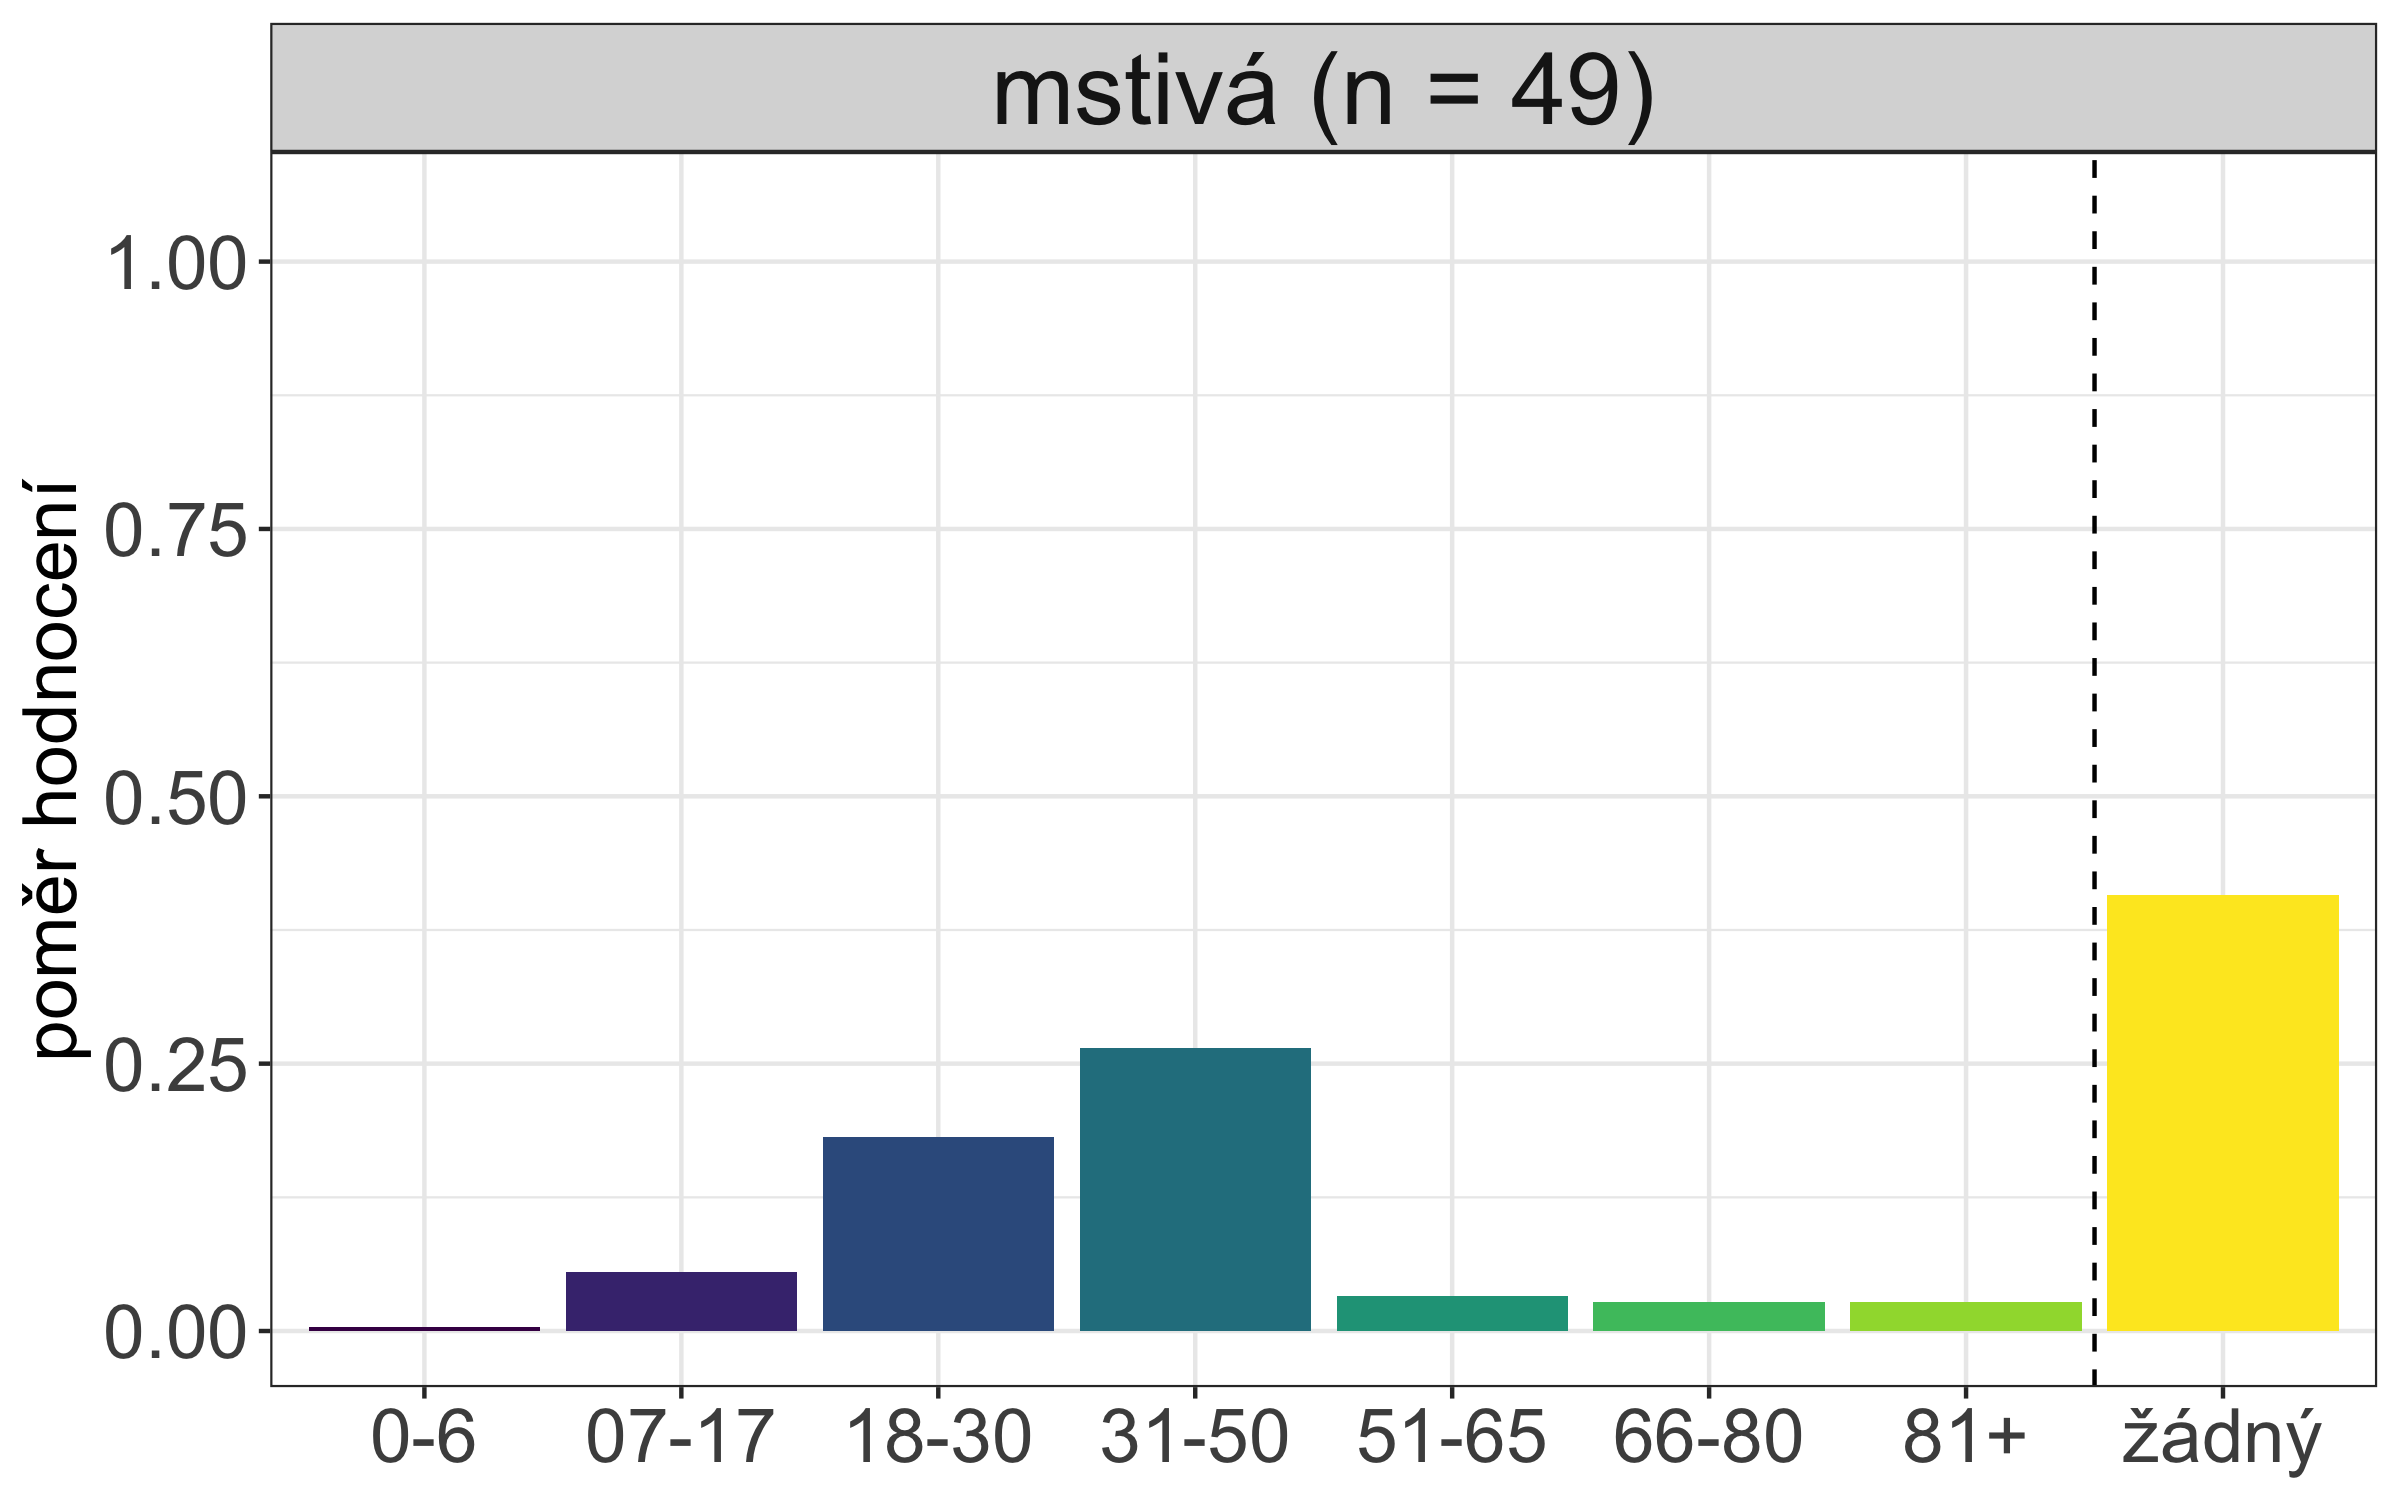 mstivá (n = 49)
poměr hodnocení
1.00
0.75
0.50
0.25
0.00
0-6 07-17 18-30 31-50 51-65 66-80 81+ žádný